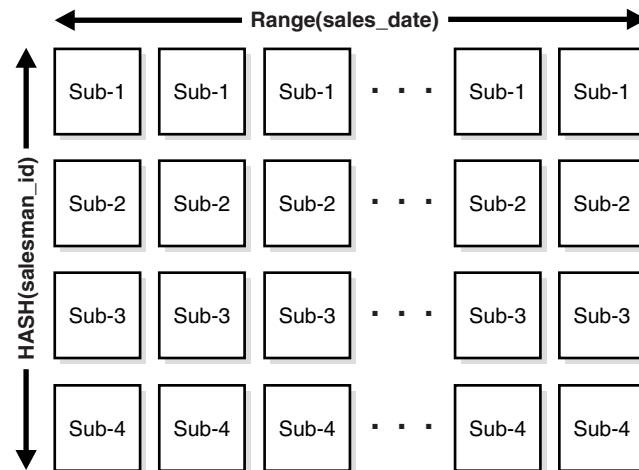 Range(sales_date)
HASH(salesman_id)
Sub-1 Sub-1 Sub-1 . . . Sub-1 Sub-1
Sub-2 Sub-2 Sub-2 . . . Sub-2 Sub-2
Sub-3 Sub-3 Sub-3 . . . Sub-3 Sub-3
Sub-4 Sub-4 Sub-4 . . . Sub-4 Sub-4